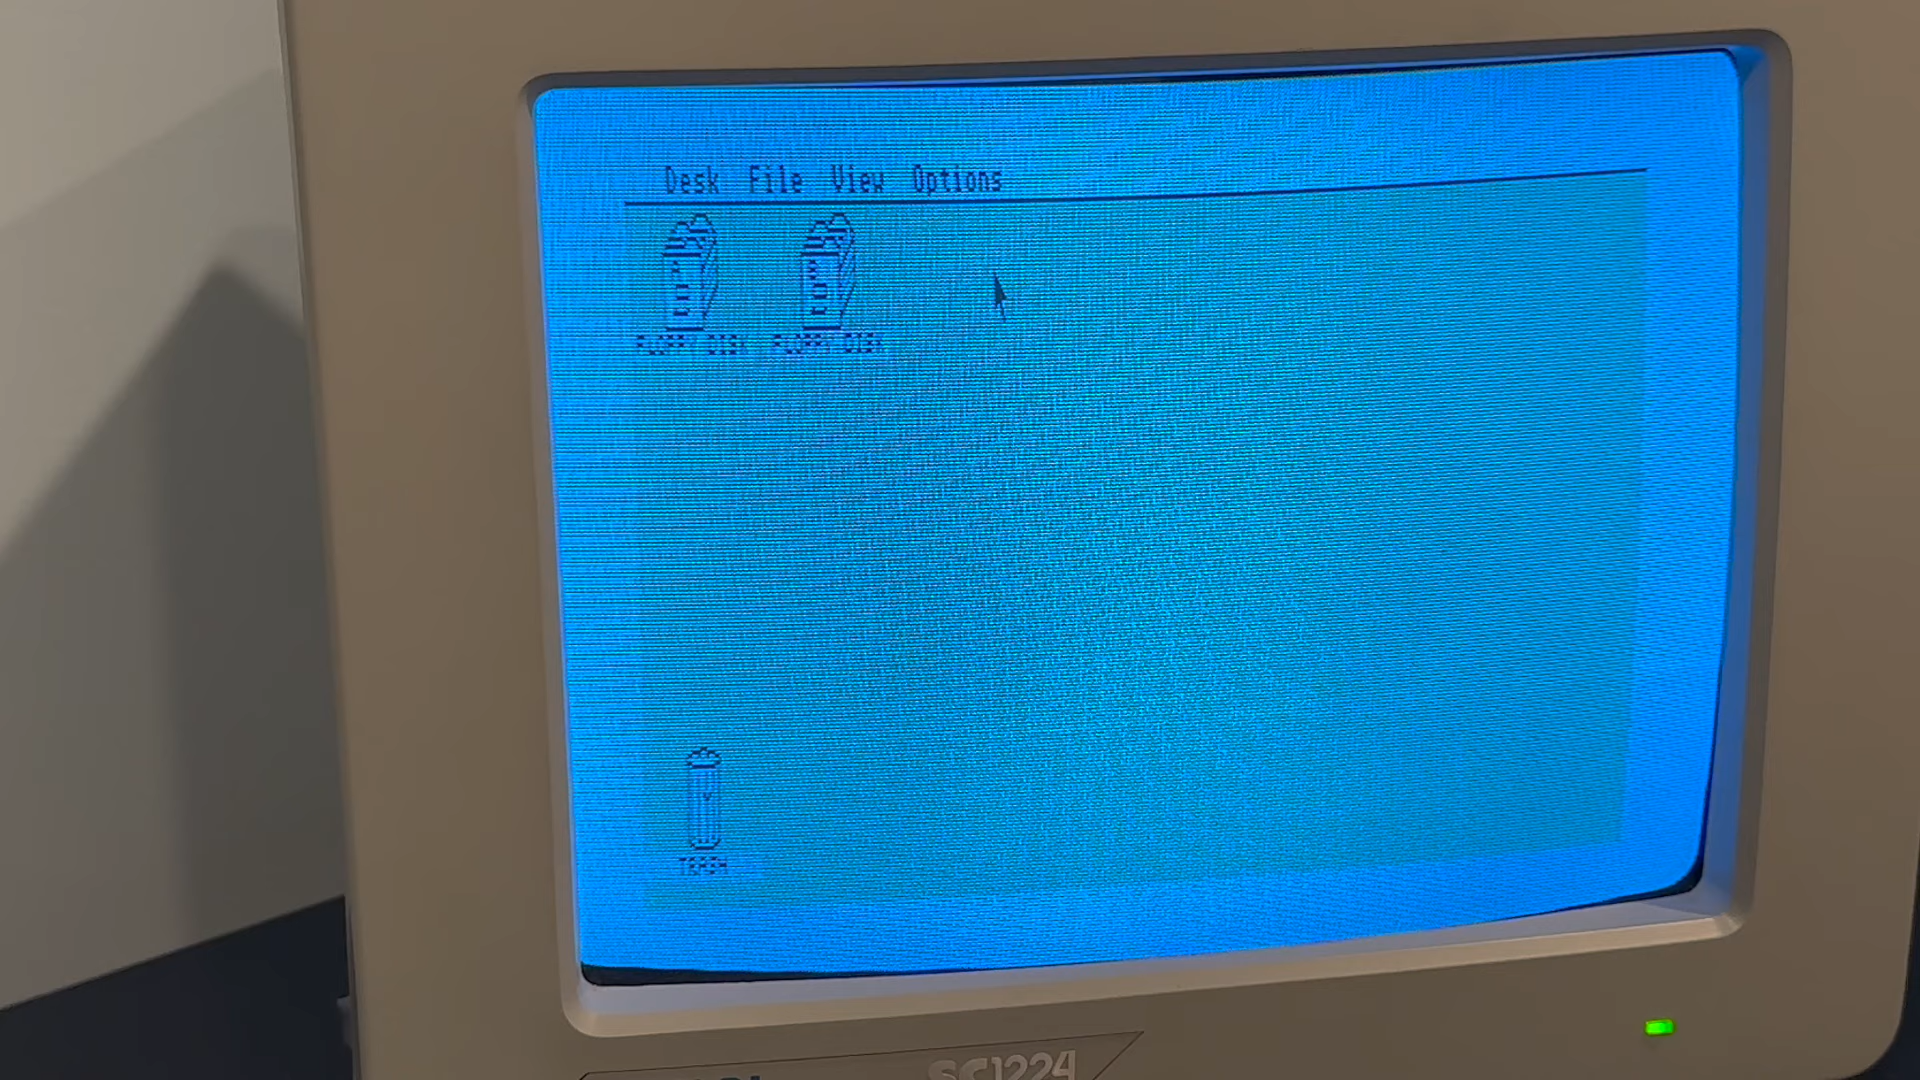 Desk File View Options
FLOPPY DISK FLOPPY DISK
TRASH
SC1224